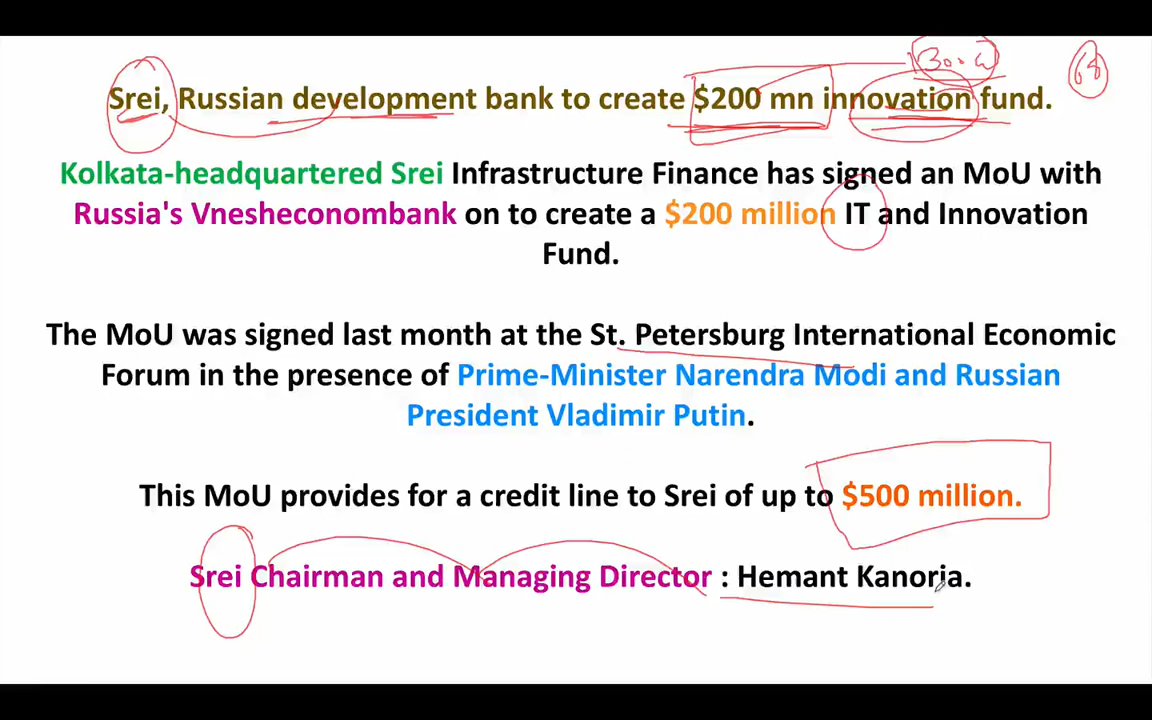 Srei, Russian development bank to create $200 mn innovation fund.
Kolkata-headquartered Srei Infrastructure Finance has signed an MoU with
Russia's Vnesheconombank on to create a $200 million IT and Innovation
Fund.
The MoU was signed last month at the St. Petersburg International Economic
Forum in the presence of Prime-Minister Narendra Modi and Russian
President Vladimir Putin.
This MoU provides for a credit line to Srei of up to $500 million.
Srei Chairman and Managing Director : Hemant Kanoria.